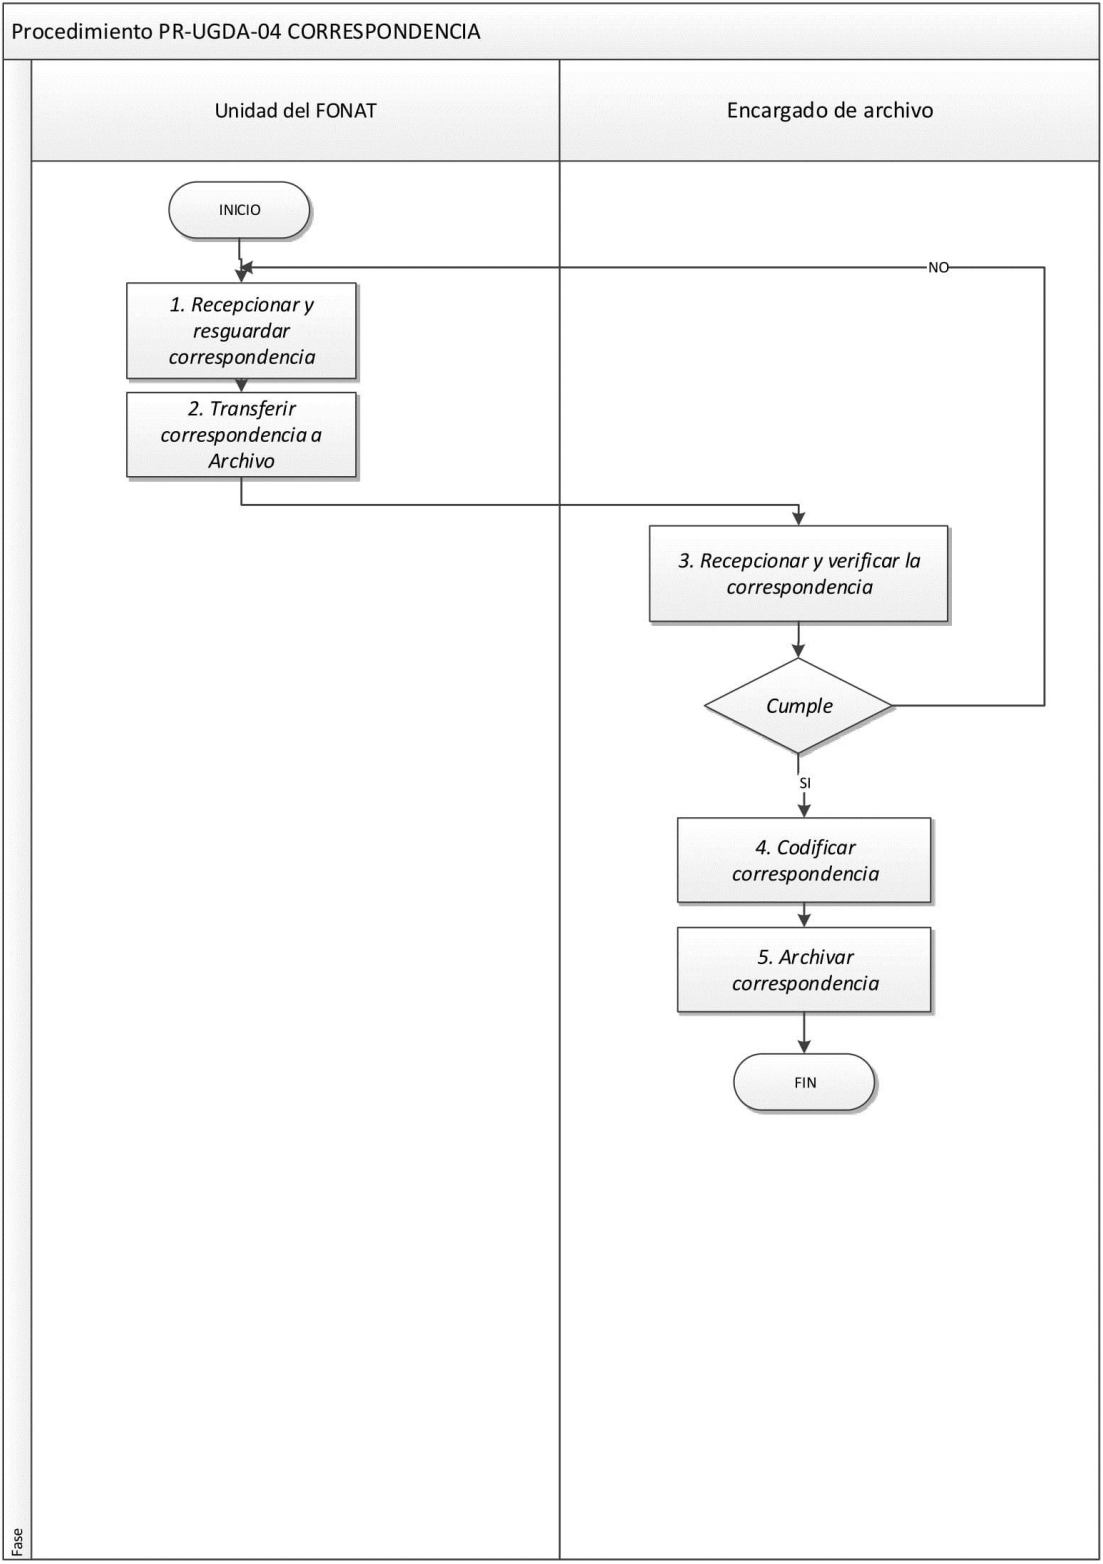 Procedimiento PR-UGDA-04 CORRESPONDENCIA
Unidad del FONAT
Encargado de archivo
INICIO
NO
1. Recepcionar y
resguardar
correspondencia
2. Transferir
correspondencia a
Archivo
3. Recepcionar y verificar la
correspondencia
Cumple
SI
4. Codificar
correspondencia
5. Archivar
correspondencia
FIN
Fase